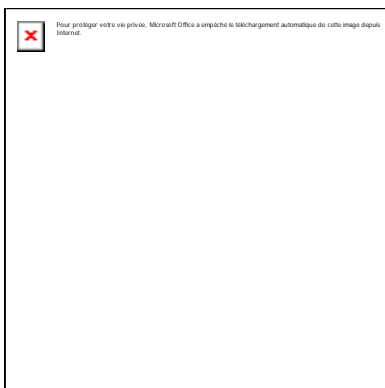 Pour protéger votre vie privée, Microsoft Office a empêché le téléchargement automatique de cette image depuis
Internet.